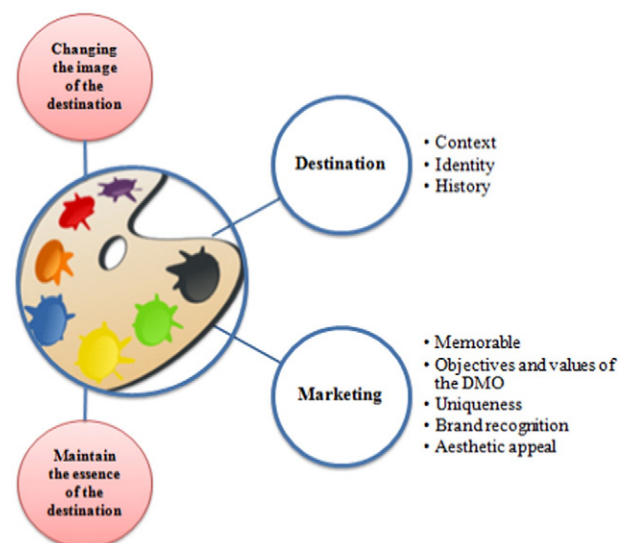 Changing
the image
of the
destination
Destination
• Context
• Identity
• History
Marketing
• Memorable
• Objectives and values of
the DMO
• Uniqueness
• Brand recognition
• Aesthetic appeal
Maintain
the essence
of the
destination